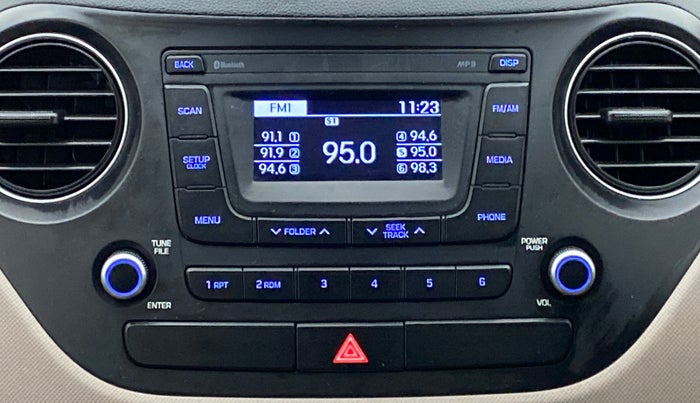 BACK Bluetooth MP3 DISP
SCAN FM1 11:23 FM/AM
S1
91.1 1 4 94.6
91.9 2 95.0 5 95.0
94.6 3 6 98.3
SETUP CLOCK MEDIA
MENU FOLDER SEEK TRACK PHONE
TUNE FILE POWER PUSH
1 RPT 2 RDM 3 4 5 6
ENTER VOL